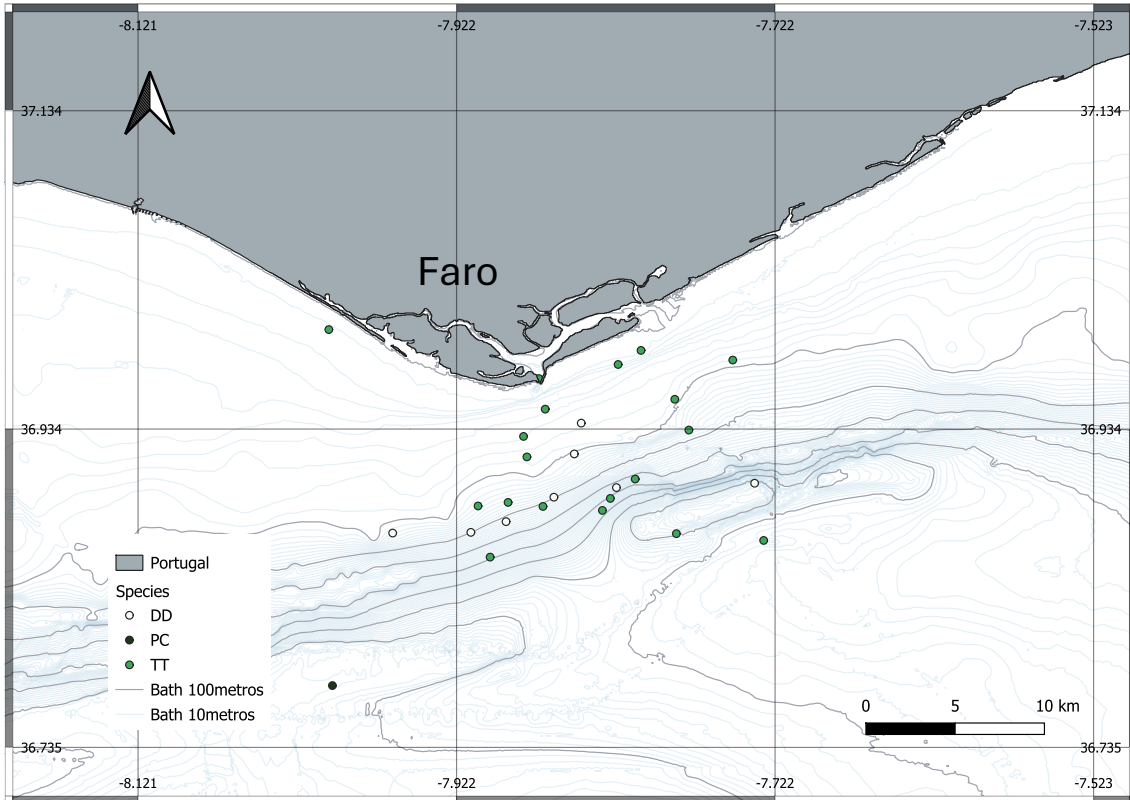 -8.121
-7.922
-7.722
-7.523
37.134
37.134
Faro
36.934
36.934
Portugal
Species
DD
PC
TT
Bath 100metros
Bath 10metros
0
5
10 km
36.735
36.735
-8.121
-7.922
-7.722
-7.523